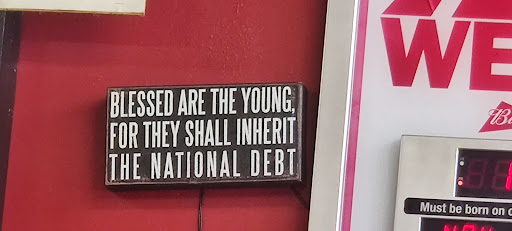 BLESSED ARE THE YOUNG,
FOR THEY SHALL INHERIT
THE NATIONAL DEBT
WE
Must be born on o